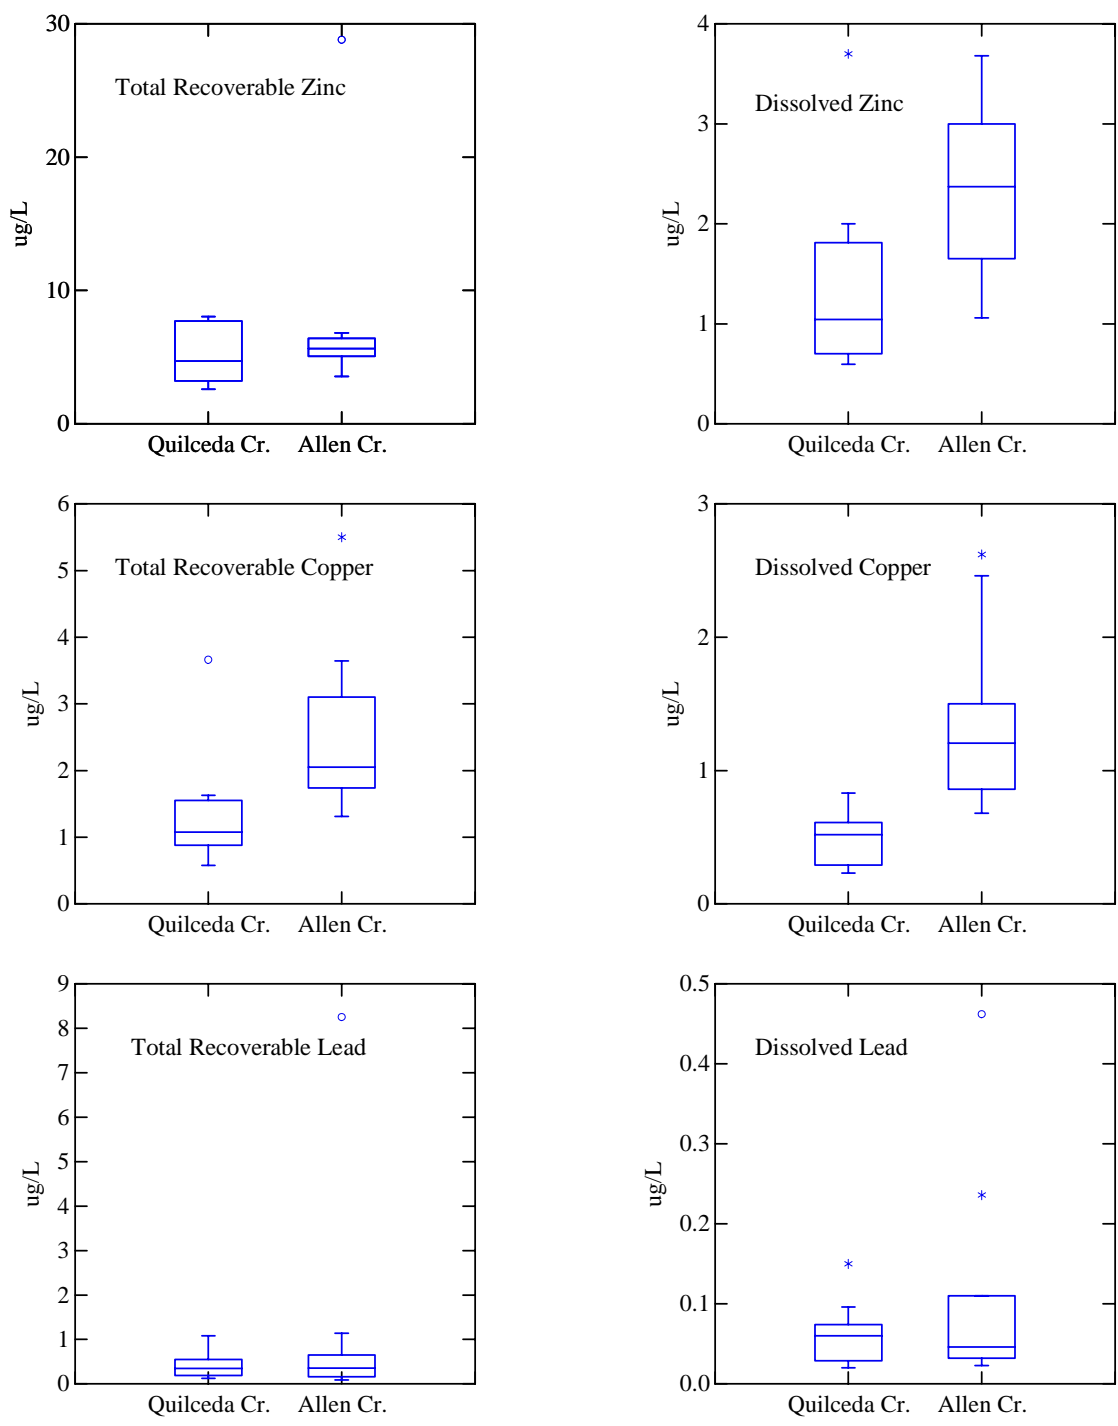 30
Total Recoverable Zinc
20
ug/L
10
0
Quilceda Cr. Allen Cr.
4
Dissolved Zinc
3
ug/L
2
1
0
Quilceda Cr. Allen Cr.
6
Total Recoverable Copper
5
4
ug/L
3
2
1
0
Quilceda Cr. Allen Cr.
3
Dissolved Copper
2
ug/L
1
0
Quilceda Cr. Allen Cr.
9
Total Recoverable Lead
8
7
6
5
ug/L
4
3
2
1
0
Quilceda Cr. Allen Cr.
0.5
Dissolved Lead
0.4
0.3
ug/L
0.2
0.1
0.0
Quilceda Cr. Allen Cr.